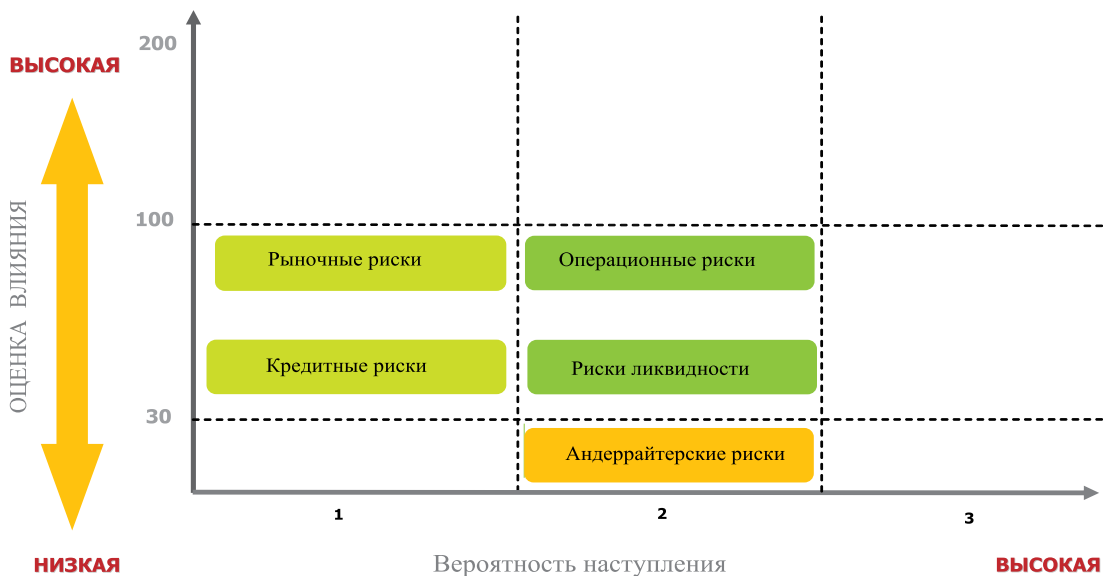 200
ВЫСОКАЯ
100
Рыночные риски
Операционные риски
ОЦЕНКА ВЛИЯНИЯ
Кредитные риски
Риски ликвидности
30
Андеррайтерские риски
1
2
3
НИЗКАЯ
Вероятность наступления
ВЫСОКАЯ